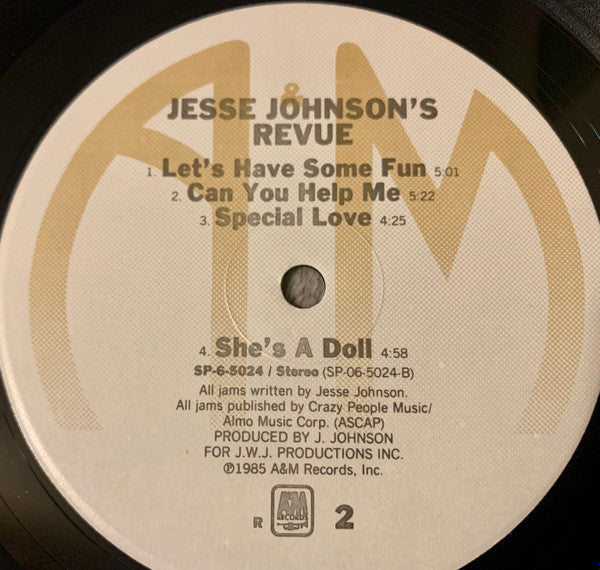 A&M
JESSE JOHNSON'S
REVUE
1. Let's Have Some Fun 5:01
2. Can You Help Me 5:22
3. Special Love 4:25
4. She's A Doll 4:58
SP-6-5024 / Stereo (SP-06-5024-B)
All jams written by Jesse Johnson.
All jams published by Crazy People Music/
Almo Music Corp. (ASCAP)
PRODUCED BY J. JOHNSON
FOR J.W.J. PRODUCTIONS INC.
℗1985 A&M Records, Inc.
R A&M RECORDS 2